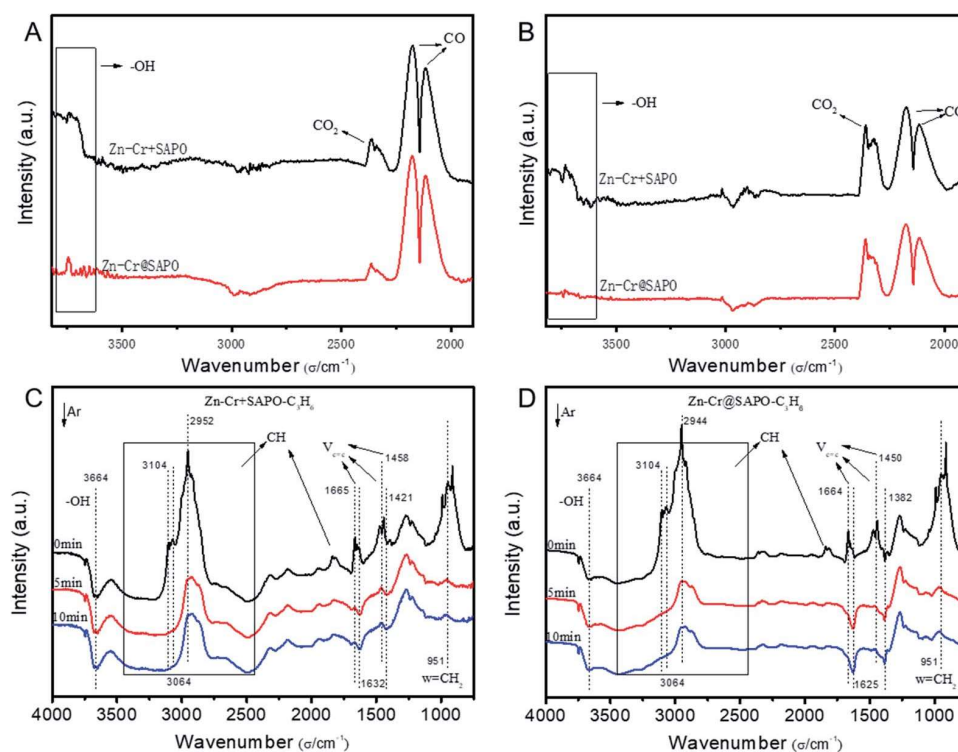 A
-OH
CO
CO2
Zn-Cr+SAPO
Zn-Cr@SAPO
Intensity (a.u.)
3500
3000
2500
2000
Wavenumber (σ/cm-1)
B
-OH
CO2
CO
Zn-Cr+SAPO
Zn-Cr@SAPO
Intensity (a.u.)
3500
3000
2500
2000
Wavenumber (σ/cm-1)
C
Ar
Zn-Cr+SAPO-C3H6
2952
CH
Vc=c
1458
3664
3104
1665
1421
-OH
0min
5min
10min
951
w=CH2
3064
1632
Intensity (a.u.)
4000
3500
3000
2500
2000
1500
1000
Wavenumber (σ/cm-1)
D
Ar
Zn-Cr@SAPO-C3H6
2944
CH
Vc=c
1450
3664
3104
1664
1382
-OH
0min
5min
10min
951
w=CH2
3064
1625
Intensity (a.u.)
4000
3500
3000
2500
2000
1500
1000
Wavenumber (σ/cm-1)